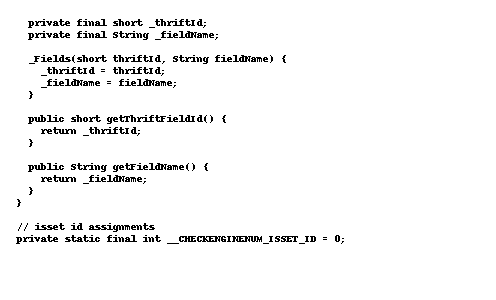 private final short _thriftId;
private final String _fieldName;
_Fields(short thriftId, String fieldName) {
_thriftId = thriftId;
_fieldName = fieldName;
}
public short getThriftFieldId() {
return _thriftId;
}
public String getFieldName() {
return _fieldName;
}
}
// isset id assignments
private static final int __CHECKENGINENUM_ISSET_ID = 0;